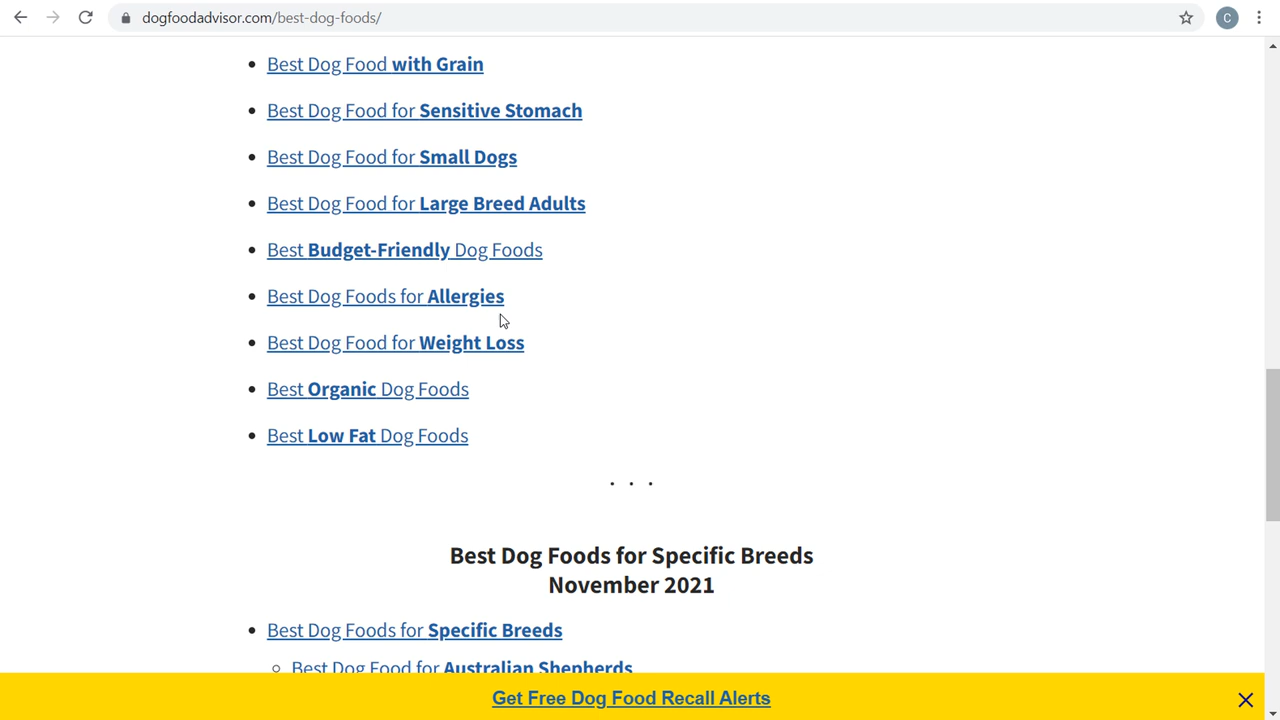 dogfoodadvisor.com/best-dog-foods/
C
Best Dog Food with Grain
Best Dog Food for Sensitive Stomach
Best Dog Food for Small Dogs
Best Dog Food for Large Breed Adults
Best Budget-Friendly Dog Foods
Best Dog Foods for Allergies
Best Dog Food for Weight Loss
Best Organic Dog Foods
Best Low Fat Dog Foods
. . .
Best Dog Foods for Specific Breeds
November 2021
Best Dog Foods for Specific Breeds
Best Dog Food for Australian Shepherds
Get Free Dog Food Recall Alerts